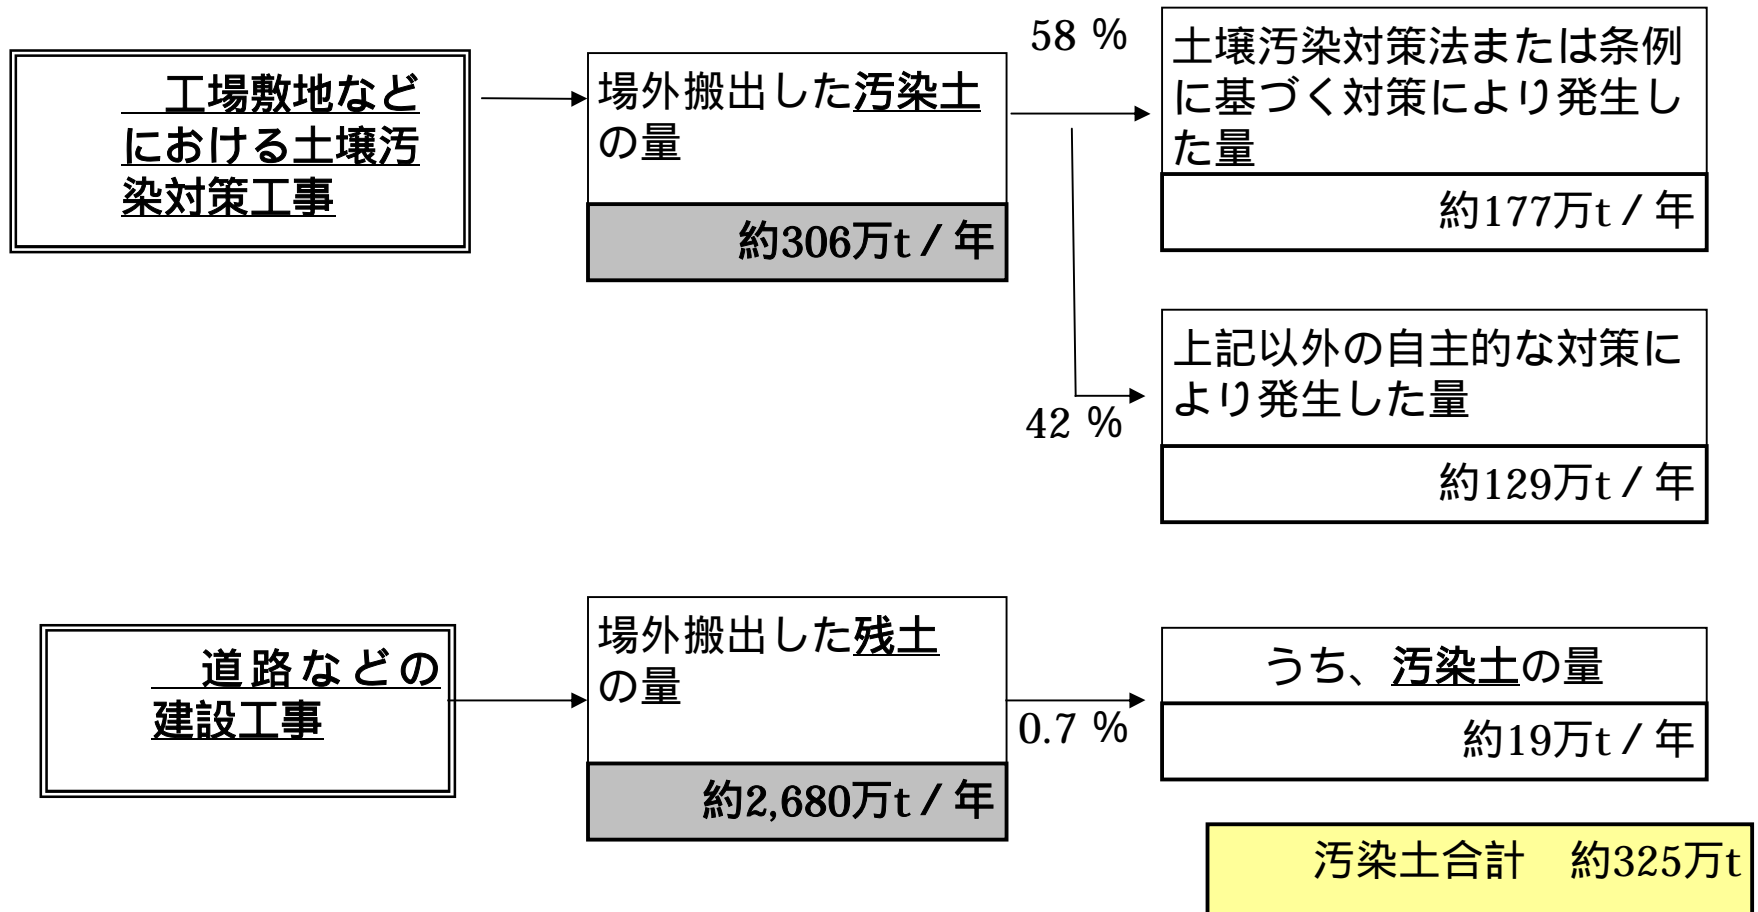 工場敷地など
における土壌汚
染対策工事
場外搬出した汚染土
の量
約306万t / 年
58 %
土壌汚染対策法または条例
に基づく対策により発生し
た量
約177万t / 年
42 %
上記以外の自主的な対策に
より発生した量
約129万t / 年
道路などの
建設工事
場外搬出した残土
の量
約2,680万t / 年
0.7 %
うち、汚染土の量
約19万t / 年
汚染土合計　約325万t